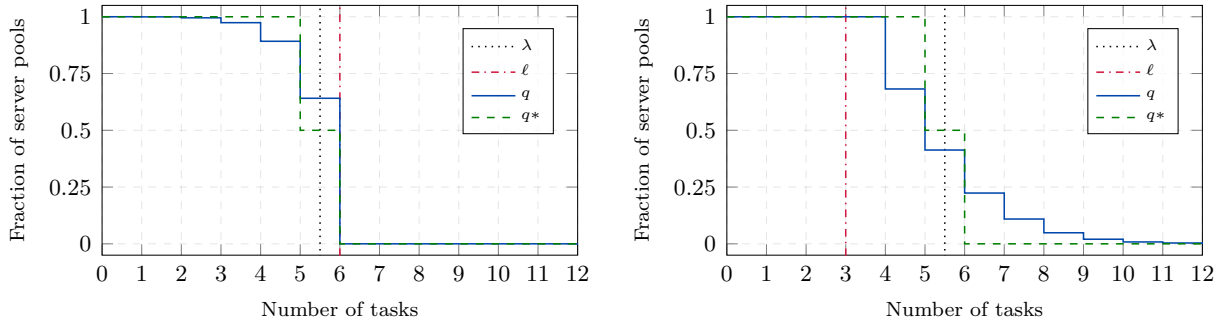 Fraction of server pools
1
0.75
0.5
0.25
0
0 1 2 3 4 5 6 7 8 9 10 11 12
Number of tasks
λ
ℓ
q
q*
Fraction of server pools
1
0.75
0.5
0.25
0
0 1 2 3 4 5 6 7 8 9 10 11 12
Number of tasks
λ
ℓ
q
q*